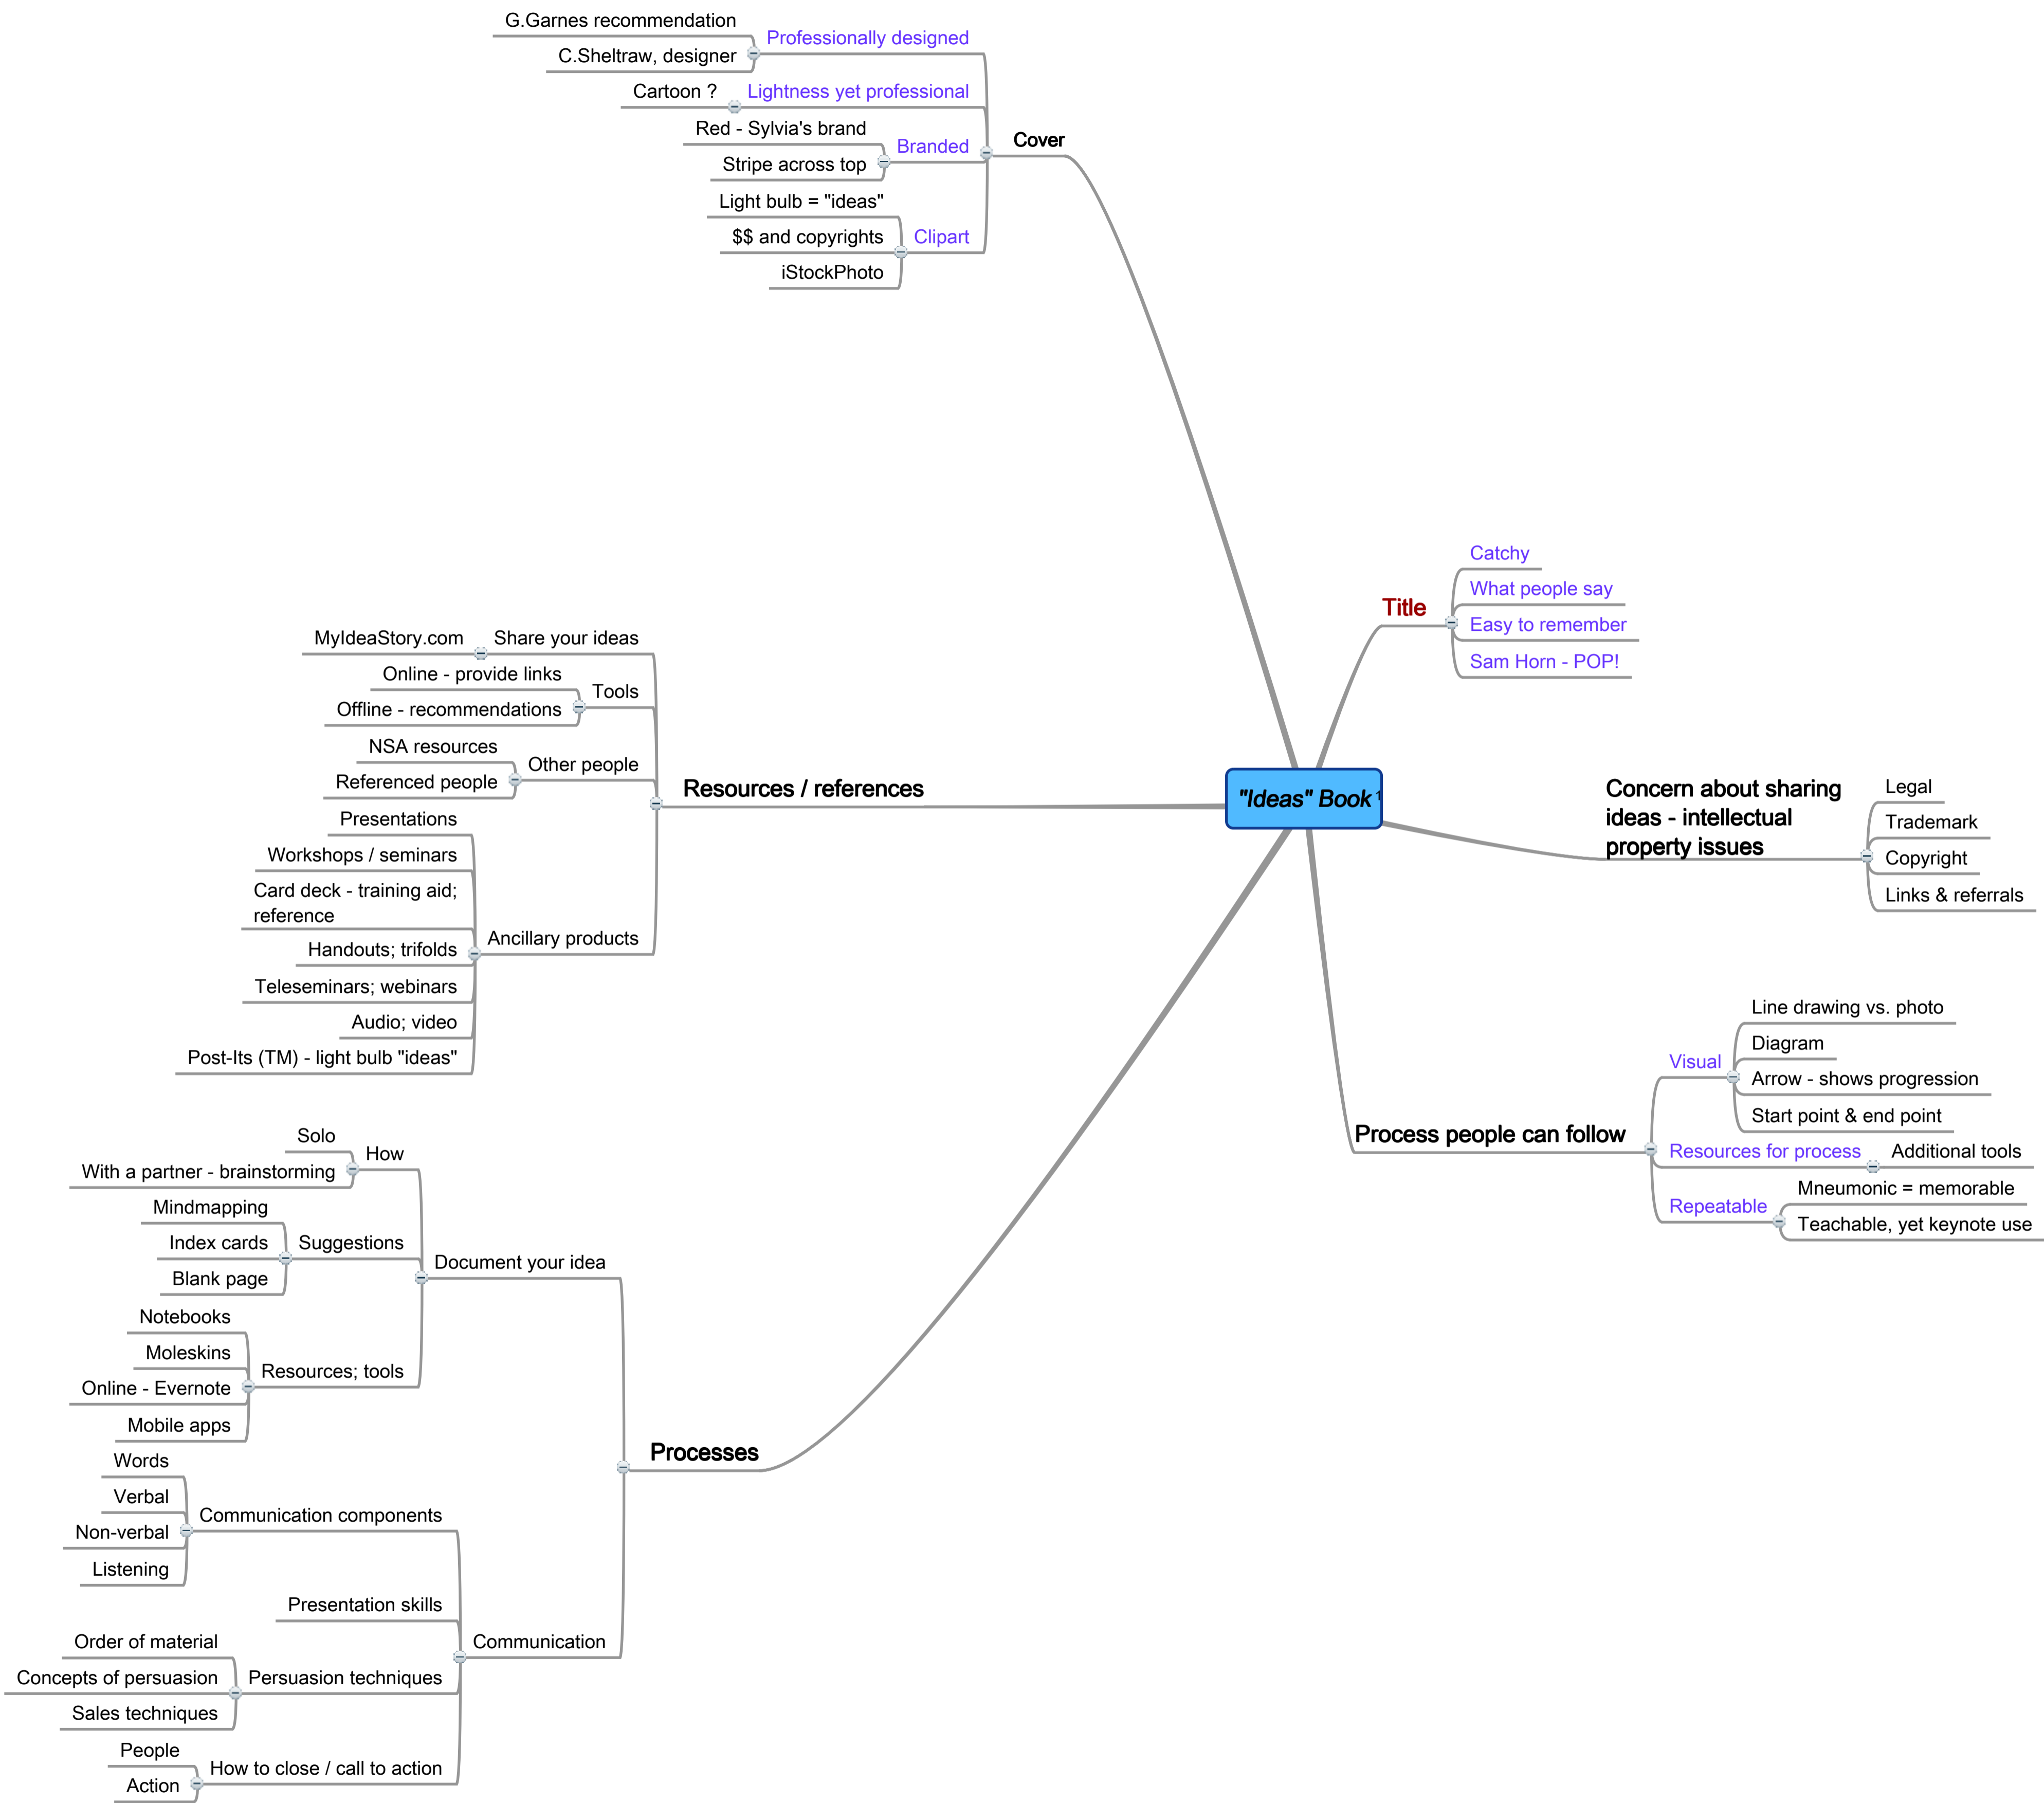 G.Garnes recommendation
C.Sheltraw, designer
Professionally designed
Cartoon ?
Lightness yet professional
Red - Sylvia's brand
Stripe across top
Branded
Light bulb = "ideas"
$$ and copyrights
iStockPhoto
Clipart
Cover
Title
Catchy
What people say
Easy to remember
Sam Horn - POP!
MyIdeaStory.com
Share your ideas
Online - provide links
Offline - recommendations
Tools
NSA resources
Referenced people
Other people
Presentations
Workshops / seminars
Card deck - training aid;
reference
Handouts; trifolds
Teleseminars; webinars
Audio; video
Post-Its (TM) - light bulb "ideas"
Ancillary products
Resources / references
"Ideas" Book 1
Concern about sharing
ideas - intellectual
property issues
Legal
Trademark
Copyright
Links & referrals
Process people can follow
Visual
Line drawing vs. photo
Diagram
Arrow - shows progression
Start point & end point
Resources for process
Additional tools
Repeatable
Mneumonic = memorable
Teachable, yet keynote use
Solo
With a partner - brainstorming
How
Mindmapping
Index cards
Blank page
Suggestions
Notebooks
Moleskins
Online - Evernote
Mobile apps
Resources; tools
Document your idea
Processes
Words
Verbal
Non-verbal
Listening
Communication components
Presentation skills
Order of material
Concepts of persuasion
Sales techniques
Persuasion techniques
People
Action
How to close / call to action
Communication